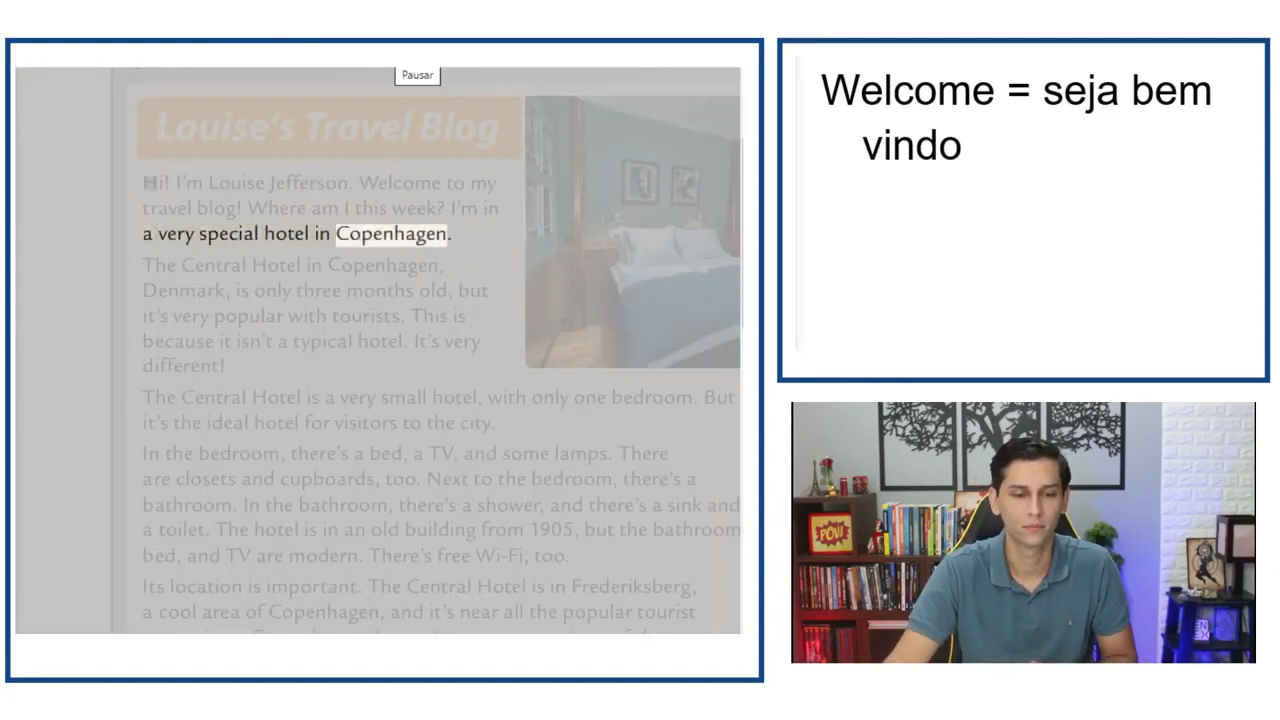 Pausar
Louise's Travel Blog
Hi! I'm Louise Jefferson. Welcome to my
travel blog! Where am I this week? I'm in
a very special hotel in Copenhagen.
The Central Hotel in Copenhagen,
Denmark, is only three months old, but
it's very popular with tourists. This is
because it isn't a typical hotel. It's very
different!
The Central Hotel is a very small hotel, with only one bedroom. But
it's the ideal hotel for visitors to the city.
In the bedroom, there's a bed, a TV, and some lamps. There
are closets and cupboards, too. Next to the bedroom, there's a
bathroom. In the bathroom, there's a shower, and there's a sink and
a toilet. The hotel is in an old building from 1905, but the bathroom
bed, and TV are modern. There's free Wi-Fi, too.
Its location is important. The Central Hotel is in Frederiksberg,
a cool area of Copenhagen, and it's near all the popular tourist
Welcome = seja bem
vindo
POW